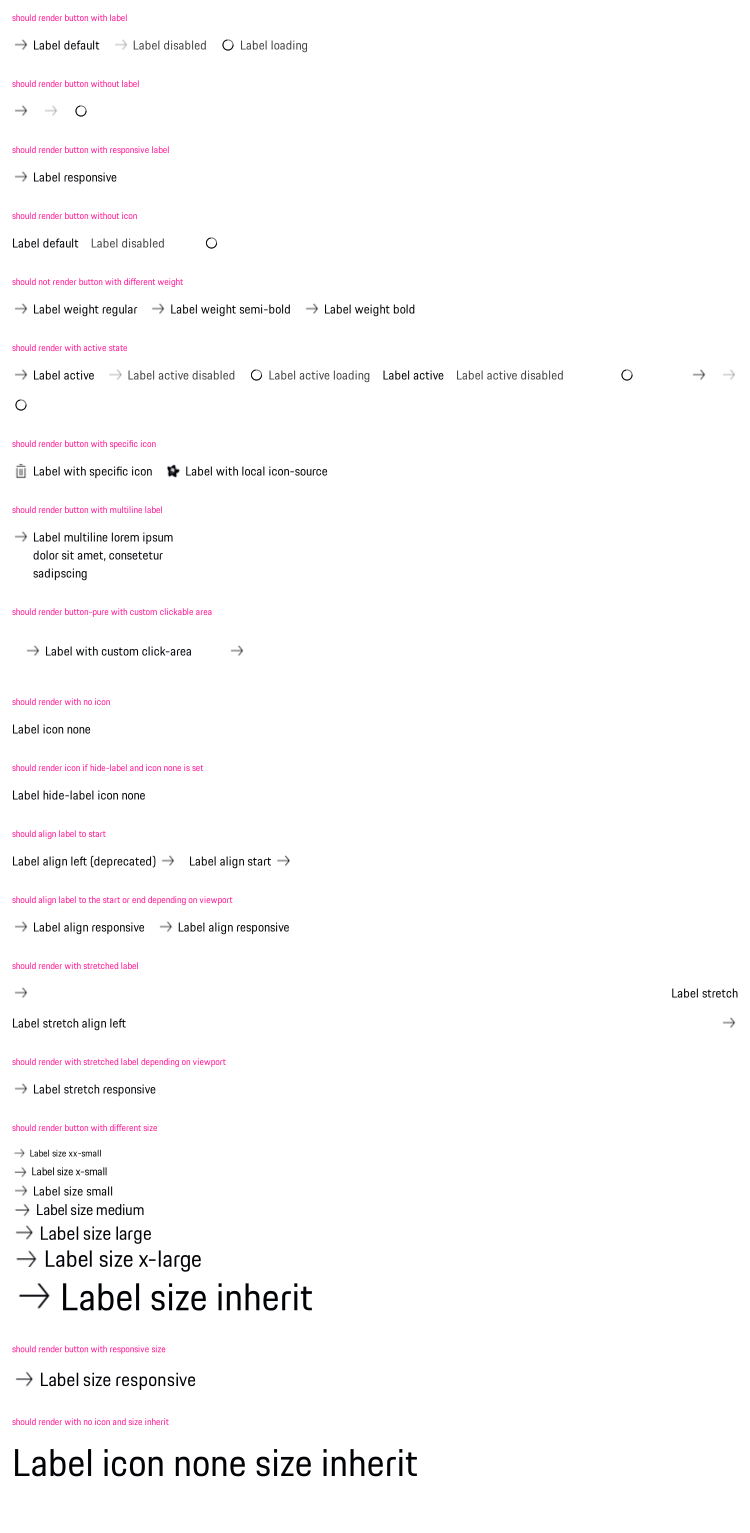 should render button with label
Label default Label disabled Label loading
should render button without label
should render button with responsive label
Label responsive
should render button without icon
Label default Label disabled
should not render button with different weight
Label weight regular Label weight semi-bold Label weight bold
should render with active state
Label active Label active disabled Label active loading Label active Label active disabled
should render button with specific icon
Label with specific icon Label with local icon-source
should render button with multiline label
Label multiline lorem ipsum
dolor sit amet, consetetur
sadipscing
should render button-pure with custom clickable area
Label with custom click-area
should render with no icon
Label icon none
should render icon if hide-label and icon none is set
Label hide-label icon none
should align label to start
Label align left (deprecated) Label align start
should align label to the start or end depending on viewport
Label align responsive Label align responsive
should render with stretched label
Label stretch
Label stretch align left
should render with stretched label depending on viewport
Label stretch responsive
should render button with different size
Label size xx-small
Label size x-small
Label size small
Label size medium
Label size large
Label size x-large
Label size inherit
should render button with responsive size
Label size responsive
should render with no icon and size inherit
Label icon none size inherit